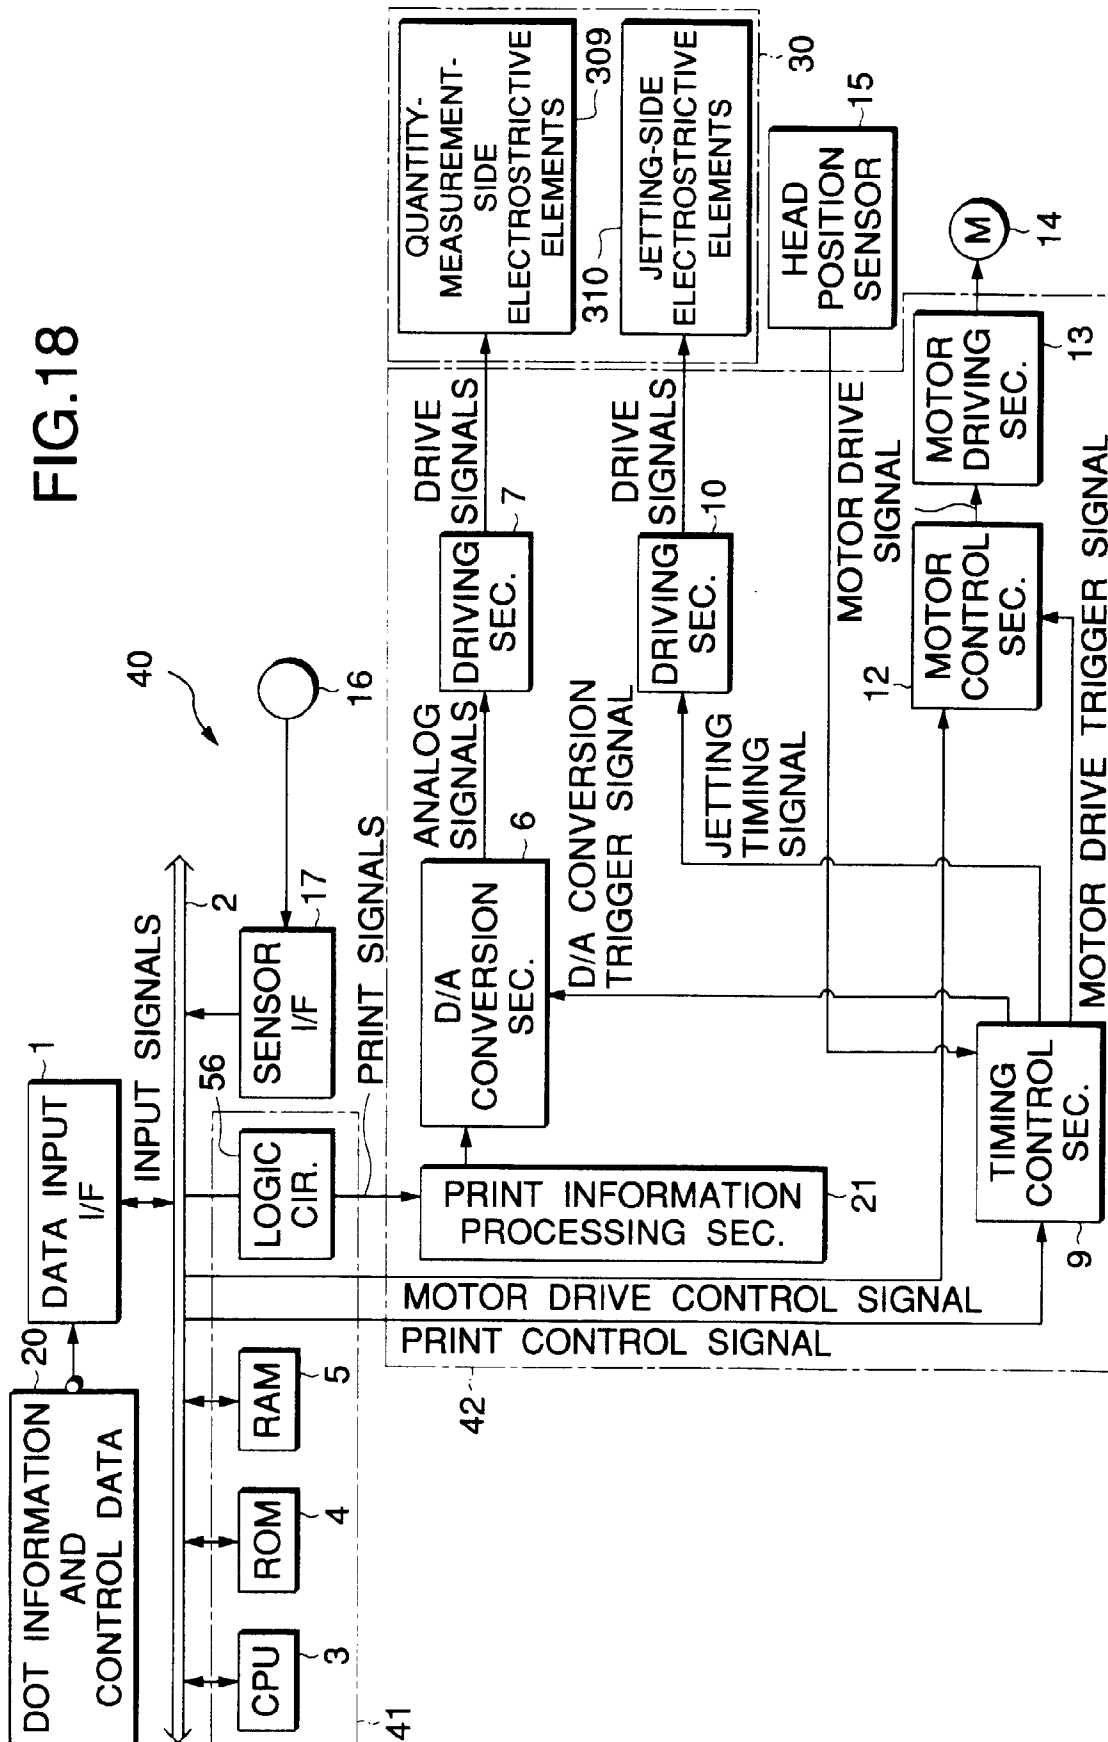 FIG.18
40
DOT INFORMATION
AND
CONTROL DATA
20
DATA INPUT
I/F
1
INPUT SIGNALS
2
CPU
3
ROM
4
RAM
5
41
LOGIC
CIR.
56
SENSOR
I/F
17
16
PRINT SIGNALS
42
MOTOR DRIVE CONTROL SIGNAL
PRINT CONTROL SIGNAL
PRINT INFORMATION
PROCESSING SEC.
21
D/A
CONVERSION
SEC.
6
ANALOG
SIGNALS
DRIVING
SEC.
7
DRIVE
SIGNALS
QUANTITY-
MEASUREMENT-
SIDE
ELECTROSTRICTIVE
ELEMENTS
309
D/A CONVERSION
TRIGGER SIGNAL
JETTING
TIMING
SIGNAL
DRIVING
SEC.
10
DRIVE
SIGNALS
310
JETTING-SIDE
ELECTROSTRICTIVE
ELEMENTS
30
HEAD
POSITION
SENSOR
15
TIMING
CONTROL
SEC.
9
MOTOR
CONTROL
SEC.
12
MOTOR DRIVE
SIGNAL
MOTOR
DRIVING
SEC.
13
M
14
MOTOR DRIVE TRIGGER SIGNAL